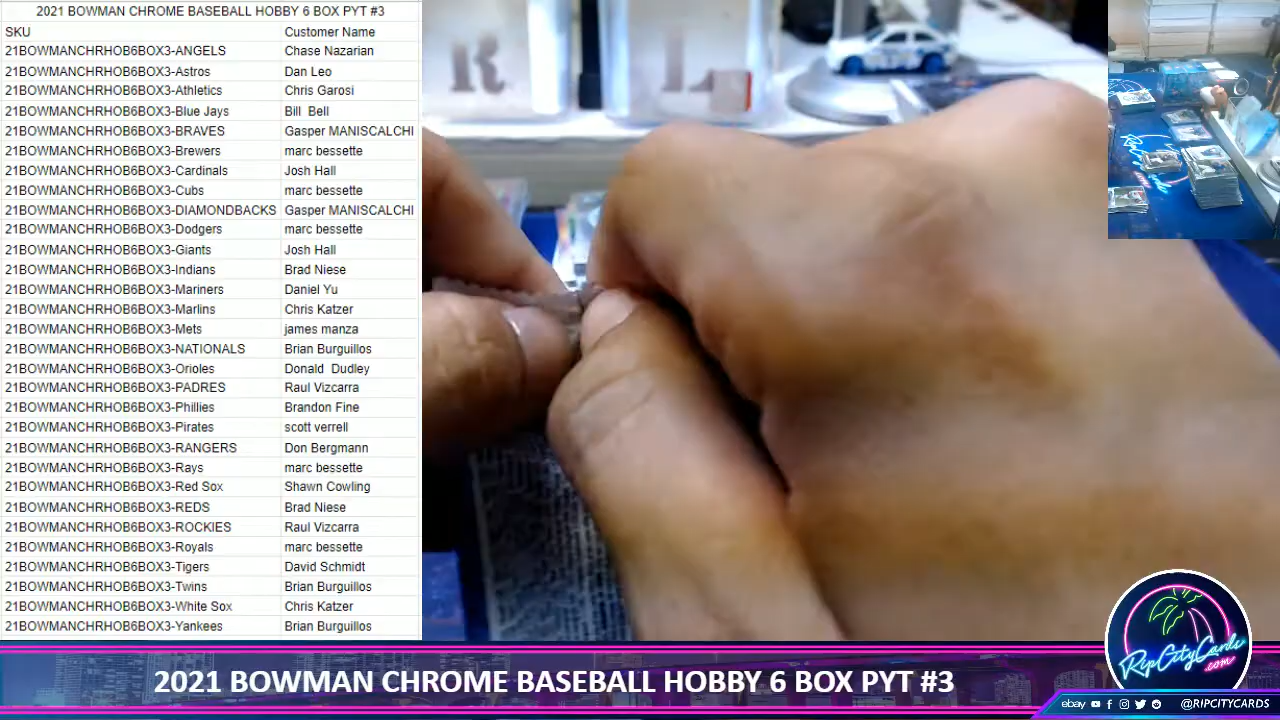 2021 BOWMAN CHROME BASEBALL HOBBY 6 BOX PYT #3
SKU Customer Name
21BOWMANCHRHOB6BOX3-ANGELS Chase Nazarian
21BOWMANCHRHOB6BOX3-Astros Dan Leo
21BOWMANCHRHOB6BOX3-Athletics Chris Garosi
21BOWMANCHRHOB6BOX3-Blue Jays Bill Bell
21BOWMANCHRHOB6BOX3-BRAVES Gasper MANISCALCHI
21BOWMANCHRHOB6BOX3-Brewers marc bessette
21BOWMANCHRHOB6BOX3-Cardinals Josh Hall
21BOWMANCHRHOB6BOX3-Cubs marc bessette
21BOWMANCHRHOB6BOX3-DIAMONDBACKS Gasper MANISCALCHI
21BOWMANCHRHOB6BOX3-Dodgers marc bessette
21BOWMANCHRHOB6BOX3-Giants Josh Hall
21BOWMANCHRHOB6BOX3-Indians Brad Niese
21BOWMANCHRHOB6BOX3-Mariners Daniel Yu
21BOWMANCHRHOB6BOX3-Marlins Chris Katzer
21BOWMANCHRHOB6BOX3-Mets james manza
21BOWMANCHRHOB6BOX3-NATIONALS Brian Burguillos
21BOWMANCHRHOB6BOX3-Orioles Donald Dudley
21BOWMANCHRHOB6BOX3-PADRES Raul Vizcarra
21BOWMANCHRHOB6BOX3-Phillies Brandon Fine
21BOWMANCHRHOB6BOX3-Pirates scott verrell
21BOWMANCHRHOB6BOX3-RANGERS Don Bergmann
21BOWMANCHRHOB6BOX3-Rays marc bessette
21BOWMANCHRHOB6BOX3-Red Sox Shawn Cowling
21BOWMANCHRHOB6BOX3-REDS Brad Niese
21BOWMANCHRHOB6BOX3-ROCKIES Raul Vizcarra
21BOWMANCHRHOB6BOX3-Royals marc bessette
21BOWMANCHRHOB6BOX3-Tigers David Schmidt
21BOWMANCHRHOB6BOX3-Twins Brian Burguillos
21BOWMANCHRHOB6BOX3-White Sox Chris Katzer
21BOWMANCHRHOB6BOX3-Yankees Brian Burguillos
R L
RipCityCards
.com
2021 BOWMAN CHROME BASEBALL HOBBY 6 BOX PYT #3
ebay @RIPCITYCARDS